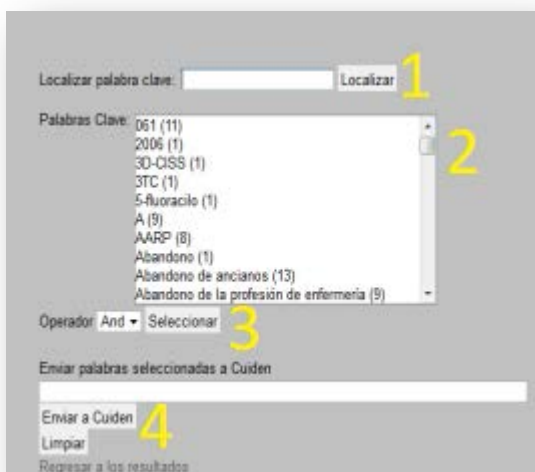 Localizar palabra clave: Localizar 1
Palabras Clave: 2
061 (11)
2006 (1)
3D-CISS (1)
3TC (1)
5-fluoracilo (1)
A (9)
AARP (8)
Abandono (1)
Abandono de ancianos (13)
Abandono de la profesión de enfermería (9)
Operador And Seleccionar 3
Enviar palabras seleccionadas a Cuiden
Enviar a Cuiden 4
Limpiar
Regresar a los resultados